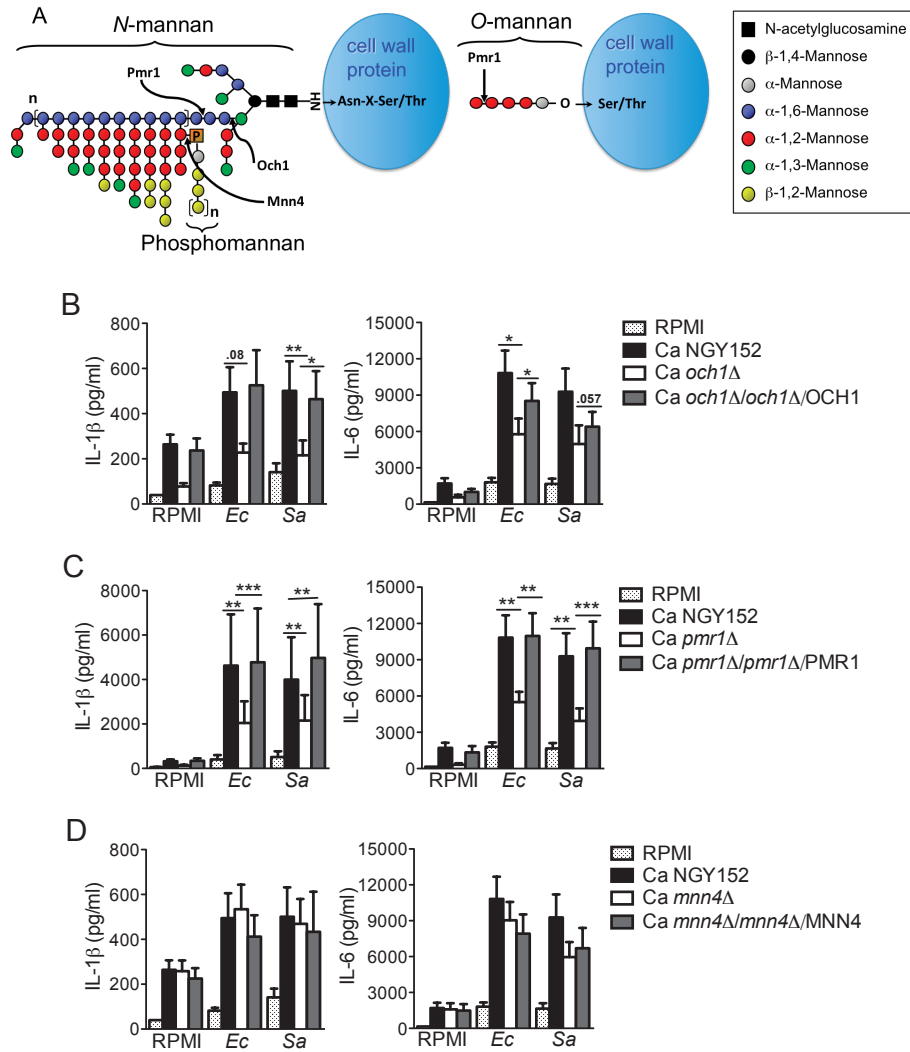 A
N-mannan
O-mannan
cell wall
protein
cell wall
protein
Pmr1
Pmr1
n
NH
Asn-X-Ser/Thr
O
Ser/Thr
P
Och1
Mnn4
n
Phosphomannan
N-acetylglucosamine
β-1,4-Mannose
α-Mannose
α-1,6-Mannose
α-1,2-Mannose
α-1,3-Mannose
β-1,2-Mannose
B
IL-1β (pg/ml)
800
600
400
200
0
.08
**
*
RPMI Ec Sa
IL-6 (pg/ml)
15000
12000
9000
6000
3000
0
*
*
.057
RPMI Ec Sa
RPMI
Ca NGY152
Ca och1Δ
Ca och1Δ/och1Δ/OCH1
C
IL-1β (pg/ml)
8000
6000
4000
2000
0
***
**
**
**
RPMI Ec Sa
IL-6 (pg/ml)
15000
12000
9000
6000
3000
0
**
**
**
***
RPMI Ec Sa
RPMI
Ca NGY152
Ca pmr1Δ
Ca pmr1Δ/pmr1Δ/PMR1
D
IL-1β (pg/ml)
800
600
400
200
0
RPMI Ec Sa
IL-6 (pg/ml)
15000
12000
9000
6000
3000
0
RPMI Ec Sa
RPMI
Ca NGY152
Ca mnn4Δ
Ca mnn4Δ/mnn4Δ/MNN4